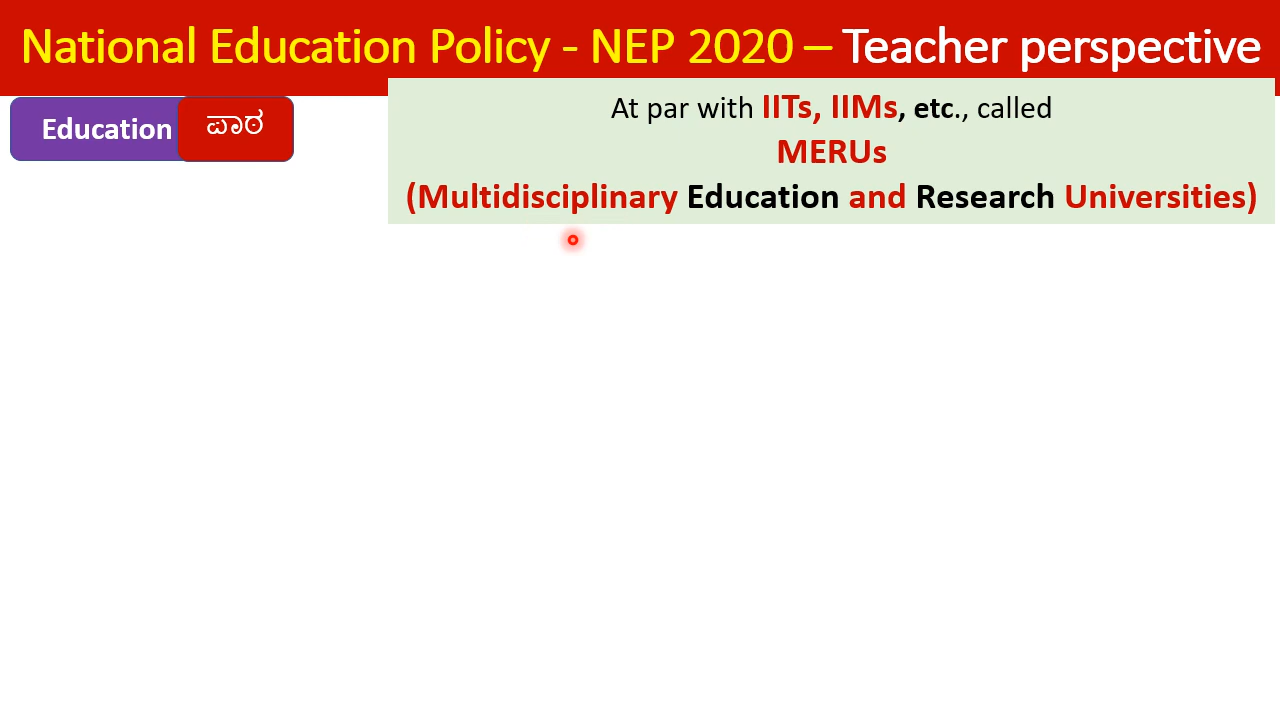 National Education Policy - NEP 2020 – Teacher perspective
Education ಪಾಠ
At par with IITs, IIMs, etc., called
MERUs
(Multidisciplinary Education and Research Universities)